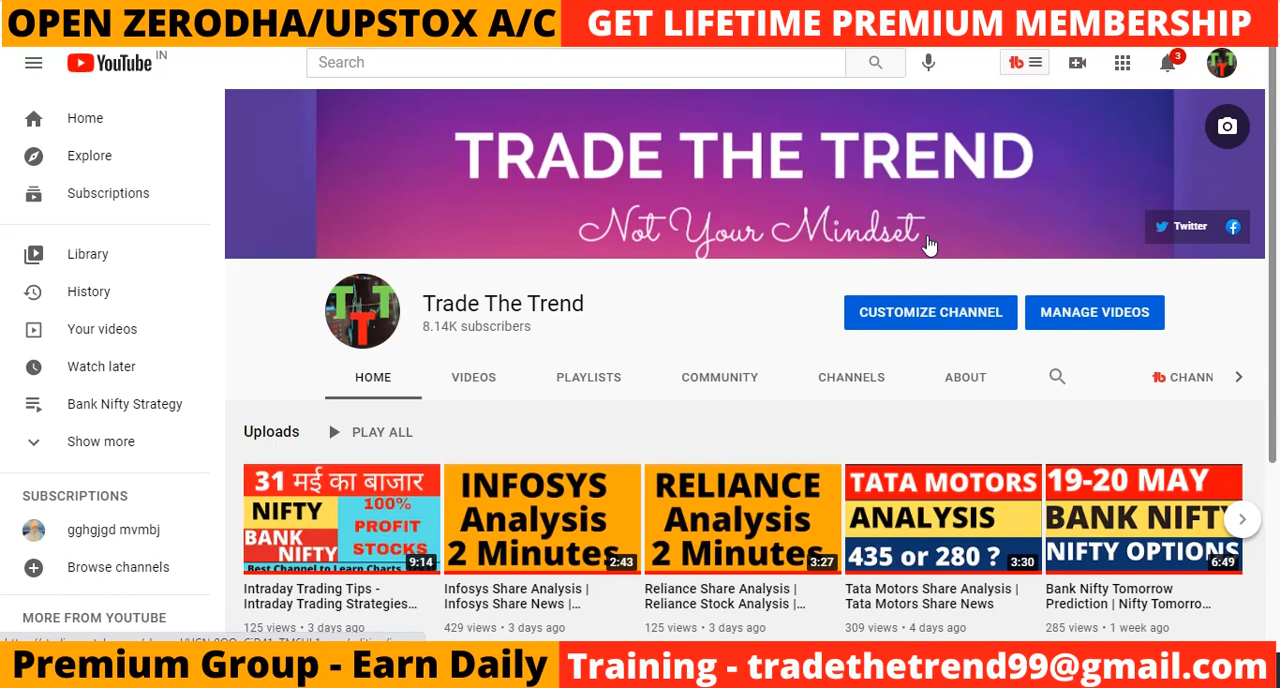 OPEN ZERODHA/UPSTOX A/C
GET LIFETIME PREMIUM MEMBERSHIP
YouTube IN
Search
3
Home
Explore
Subscriptions
Library
History
Your videos
Watch later
Bank Nifty Strategy
Show more
SUBSCRIPTIONS
gghgjgd mvmbj
Browse channels
MORE FROM YOUTUBE
TRADE THE TREND
Not Your Mindset
Twitter
TTT
Trade The Trend
8.14K subscribers
CUSTOMIZE CHANNEL
MANAGE VIDEOS
HOME
VIDEOS
PLAYLISTS
COMMUNITY
CHANNELS
ABOUT
CHANN
Uploads
PLAY ALL
31 मई का बाजार
NIFTY
BANK
NIFTY
100%
PROFIT
STOCKS
Best Channel to Learn Charts
9:14
Intraday Trading Tips -
Intraday Trading Strategies...
125 views • 3 days ago
INFOSYS
Analysis
2 Minutes
2:43
Infosys Share Analysis |
Infosys Share News |...
429 views • 3 days ago
RELIANCE
Analysis
2 Minutes
3:27
Reliance Share Analysis |
Reliance Stock Analysis |...
125 views • 3 days ago
TATA MOTORS
ANALYSIS
435 or 280 ?
3:30
Tata Motors Share Analysis |
Tata Motors Share News
309 views • 4 days ago
19-20 MAY
BANK NIFTY
NIFTY OPTIONS
6:49
Bank Nifty Tomorrow
Prediction | Nifty Tomorro...
285 views • 1 week ago
Premium Group - Earn Daily
Training - tradethetrend99@gmail.com